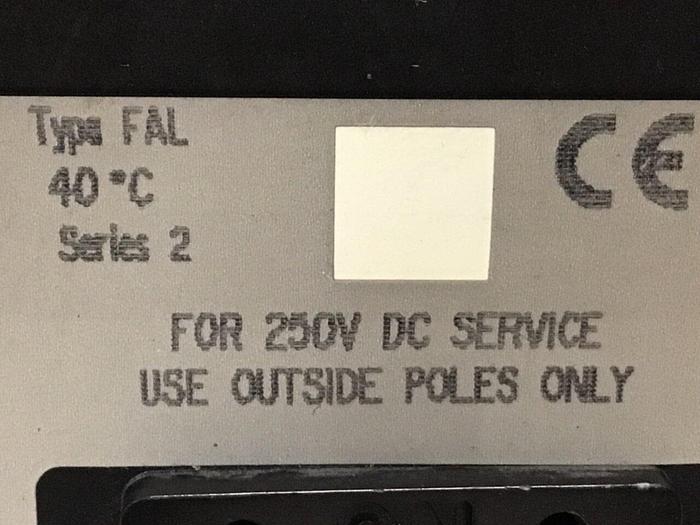 Type FAL
40°C
Series 2
CE
FOR 250V DC SERVICE
USE OUTSIDE POLES ONLY